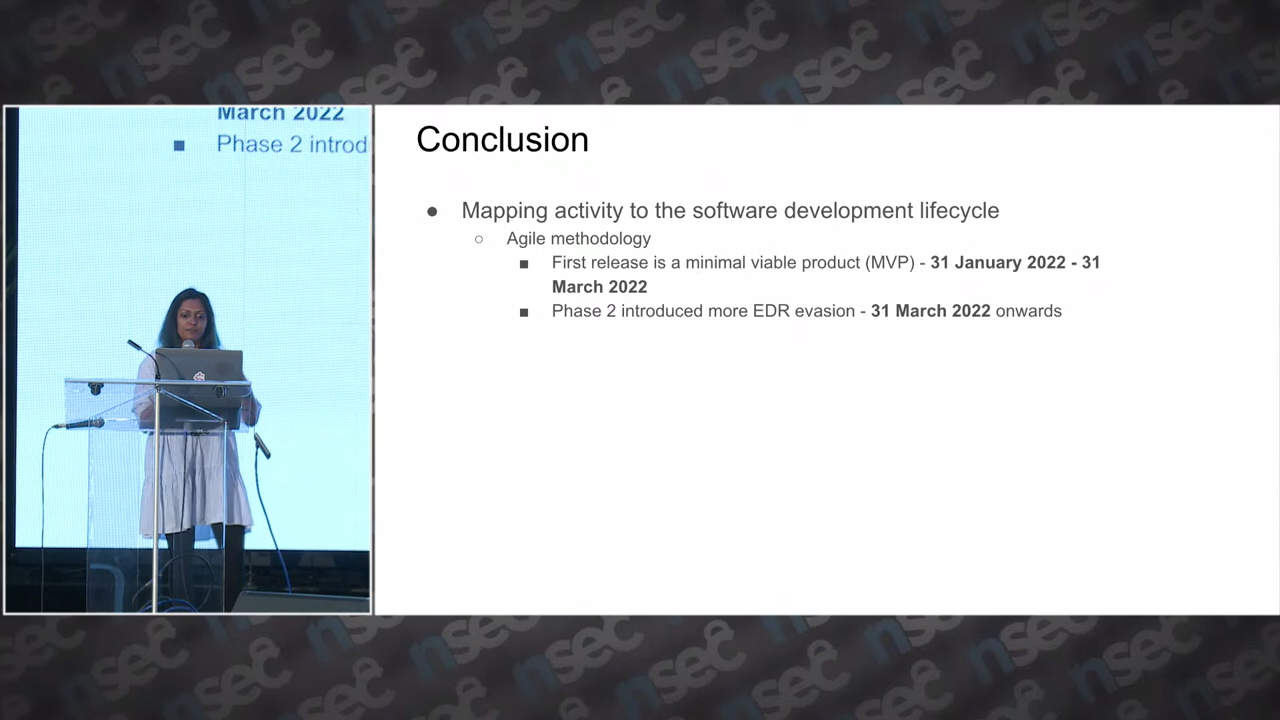 March 2022
■ Phase 2 introd
Conclusion
● Mapping activity to the software development lifecycle
○ Agile methodology
■ First release is a minimal viable product (MVP) - 31 January 2022 - 31
March 2022
■ Phase 2 introduced more EDR evasion - 31 March 2022 onwards
nsec